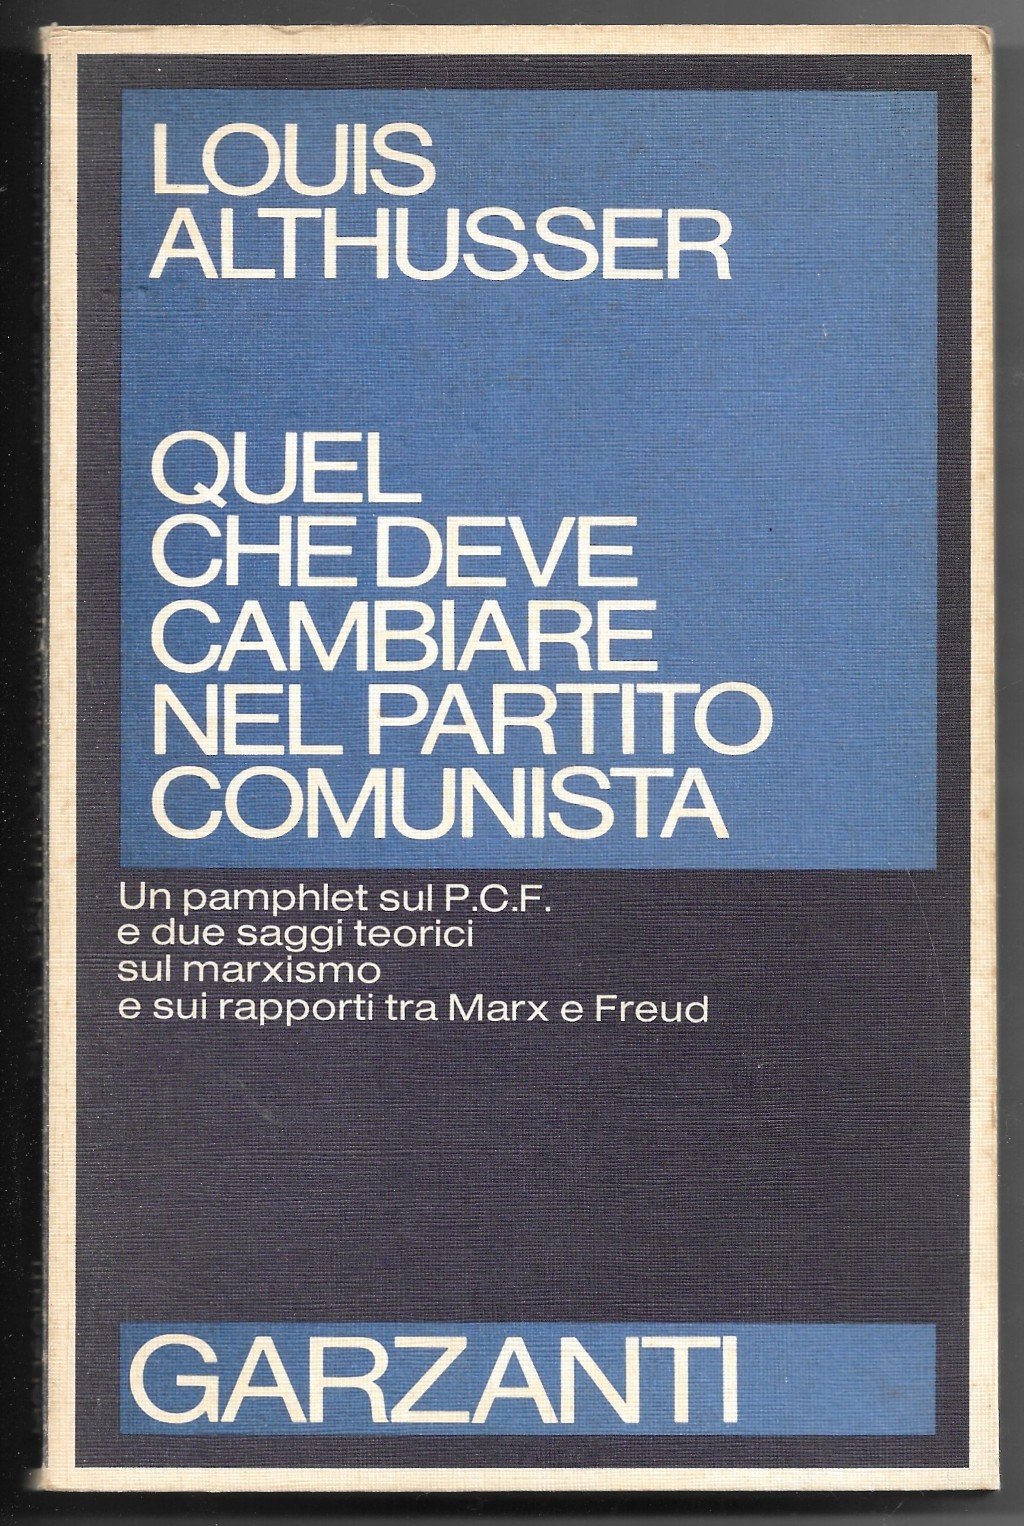 LOUIS
ALTHUSSER
QUEL
CHE DEVE
CAMBIARE
NEL PARTITO
COMUNISTA
Un pamphlet sul P.C.F.
e due saggi teorici
sul marxismo
e sui rapporti tra Marx e Freud
GARZANTI